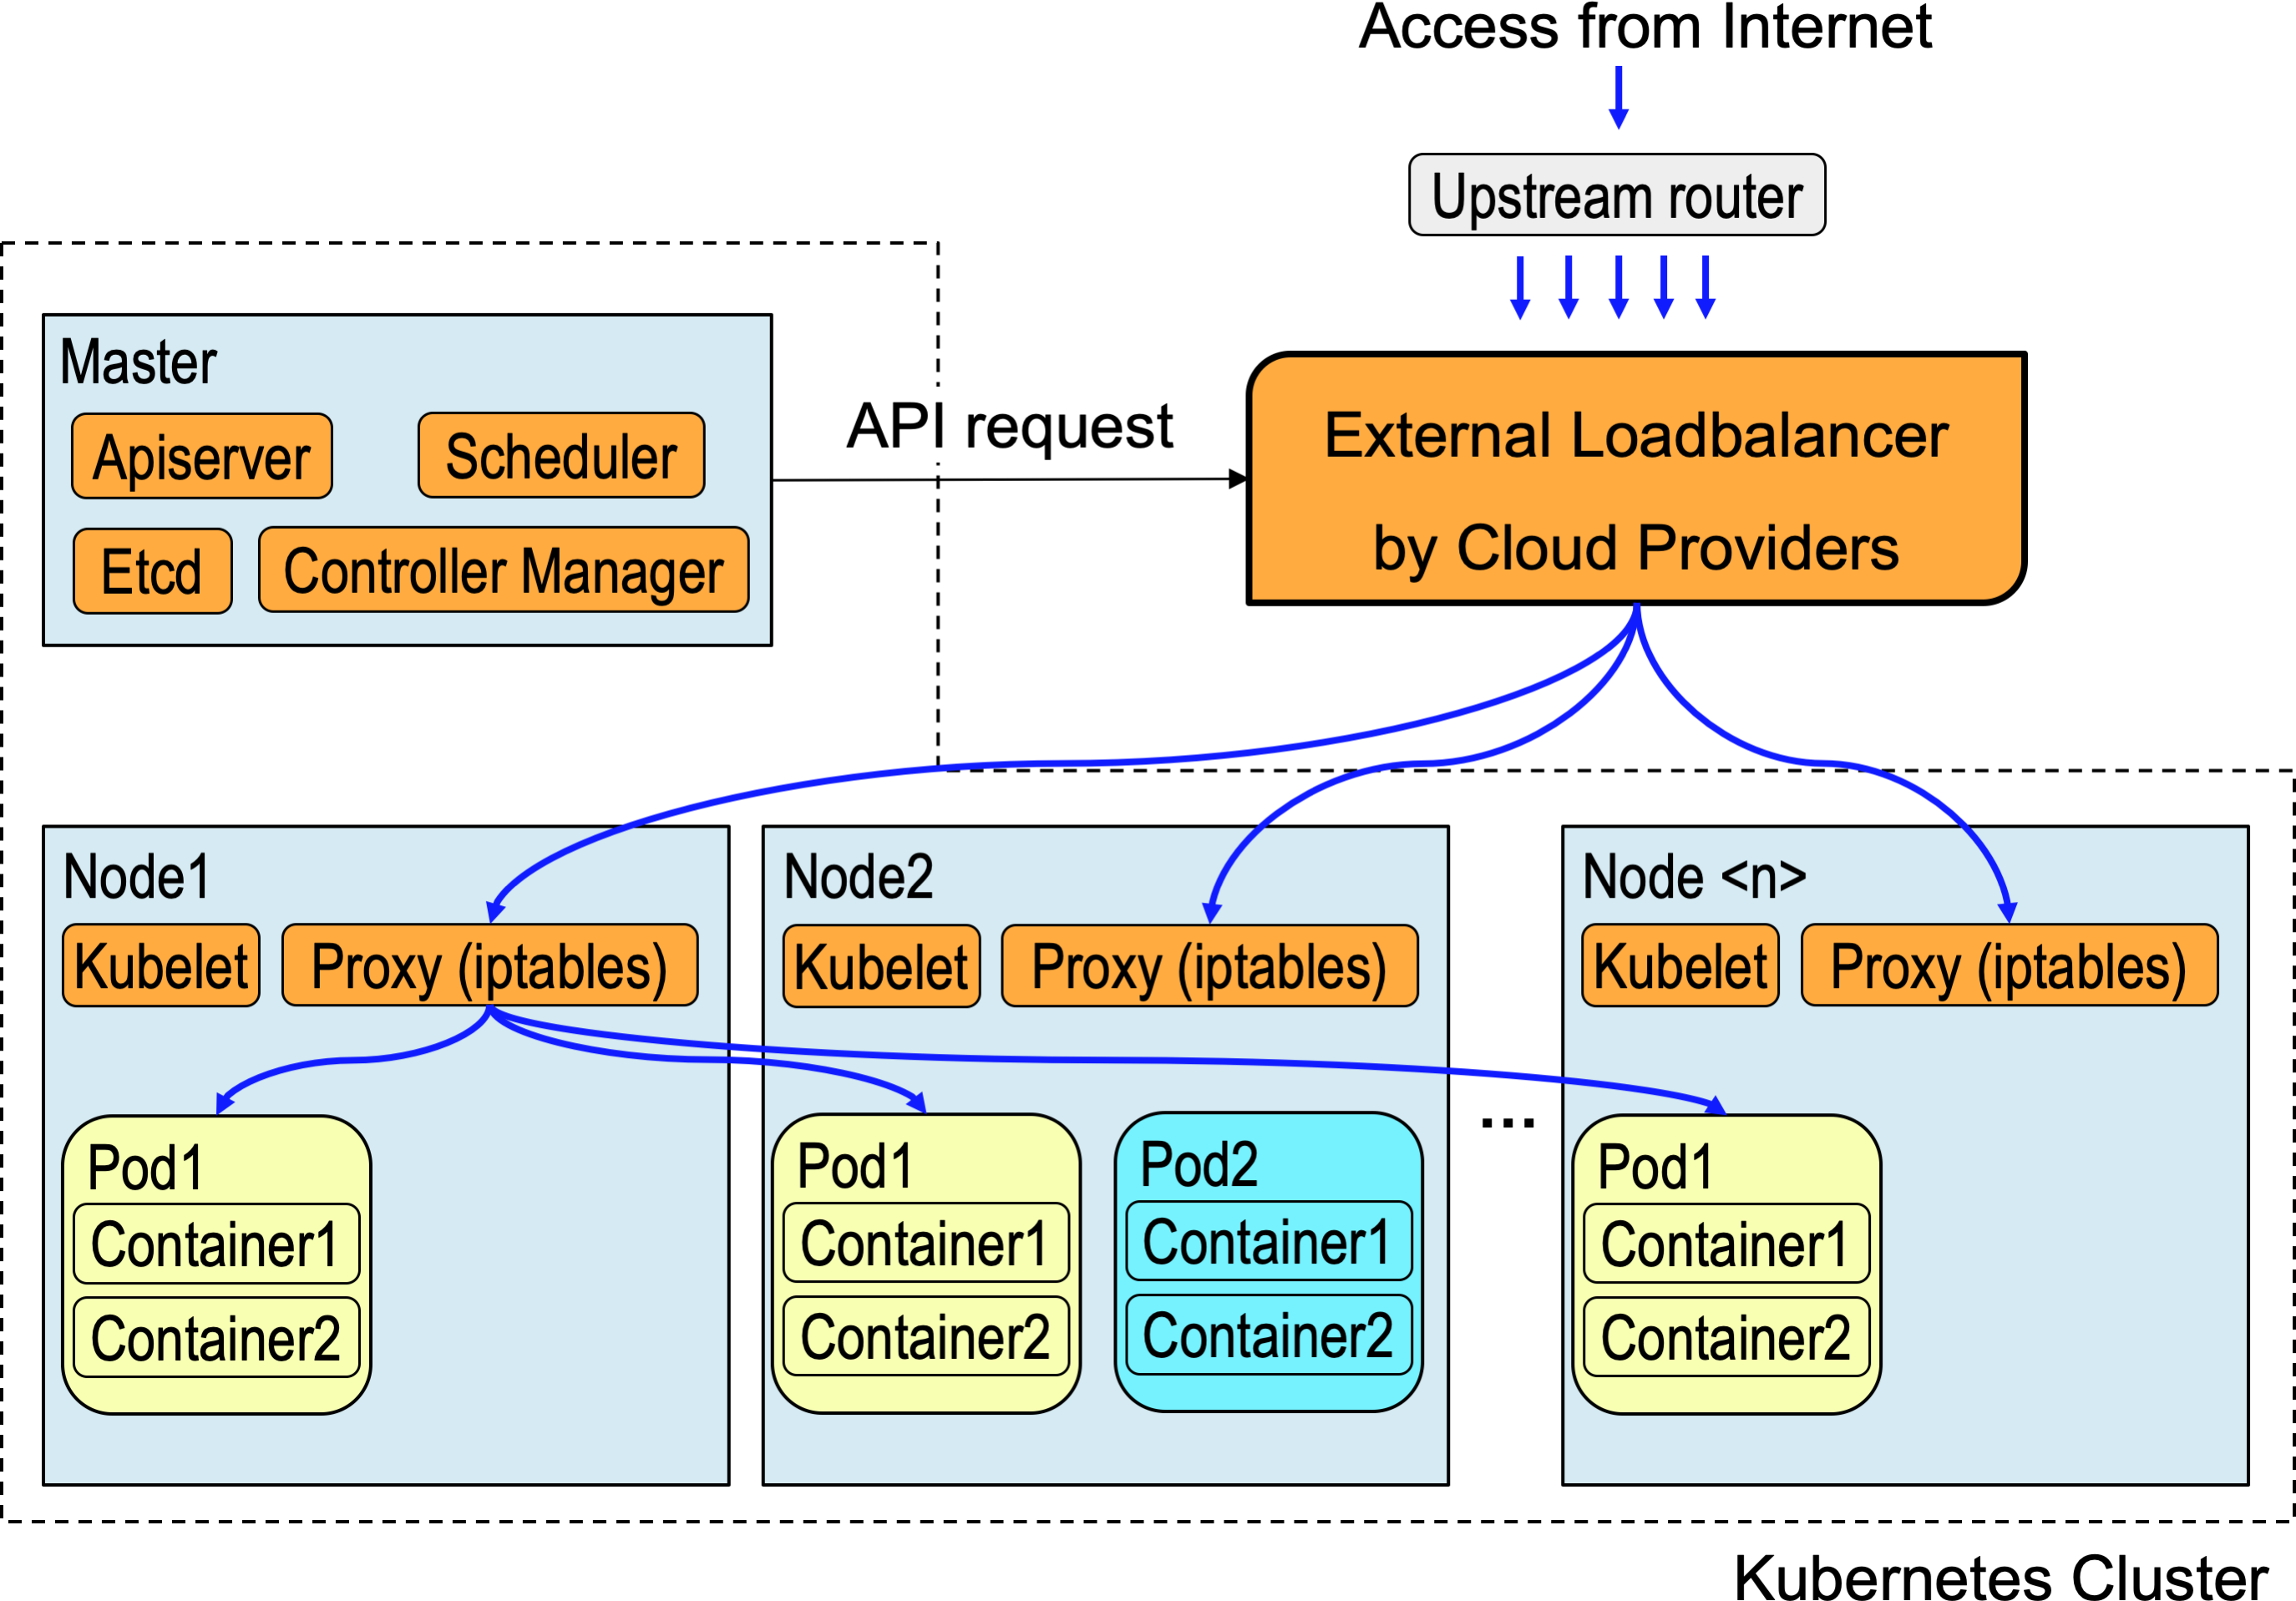 Access from Internet
Upstream router
Master
Apiserver
Scheduler
Etcd
Controller Manager
API request
External Loadbalancer
by Cloud Providers
Node1
Kubelet
Proxy (iptables)
Pod1
Container1
Container2
Node2
Kubelet
Proxy (iptables)
Pod1
Container1
Container2
Pod2
Container1
Container2
...
Node <n>
Kubelet
Proxy (iptables)
Pod1
Container1
Container2
Kubernetes Cluster